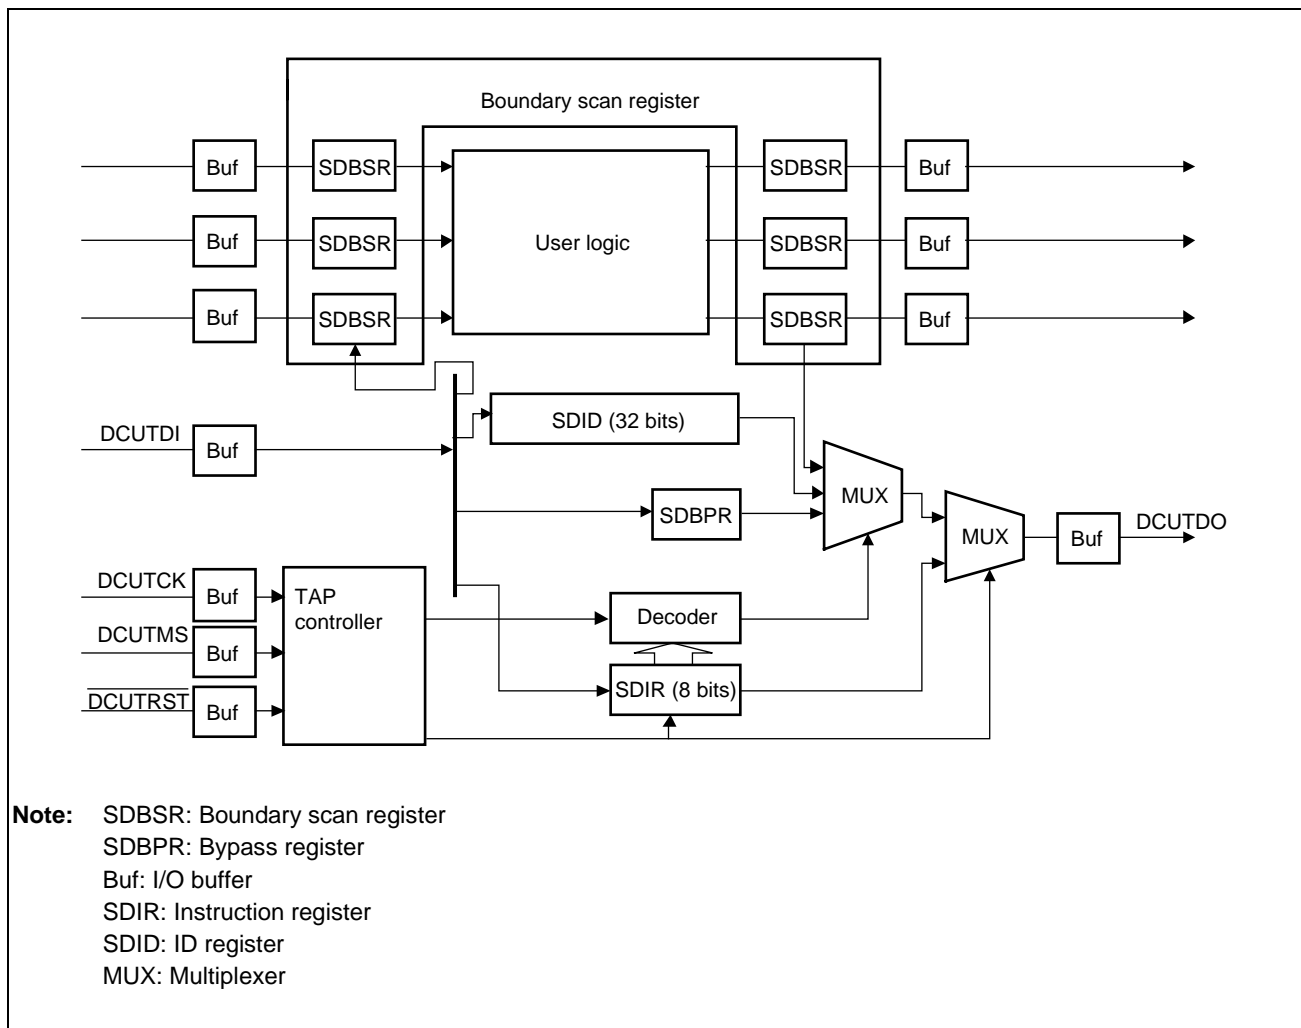 Boundary scan register
Buf SDBSR SDBSR Buf
Buf SDBSR User logic SDBSR Buf
Buf SDBSR SDBSR Buf
DCUTDI Buf SDID (32 bits)
SDBPR MUX MUX Buf DCUTDO
DCUTCK Buf TAP
controller Decoder
DCUTMS Buf
DCUTRST Buf SDIR (8 bits)
Note: SDBSR: Boundary scan register
SDBPR: Bypass register
Buf: I/O buffer
SDIR: Instruction register
SDID: ID register
MUX: Multiplexer